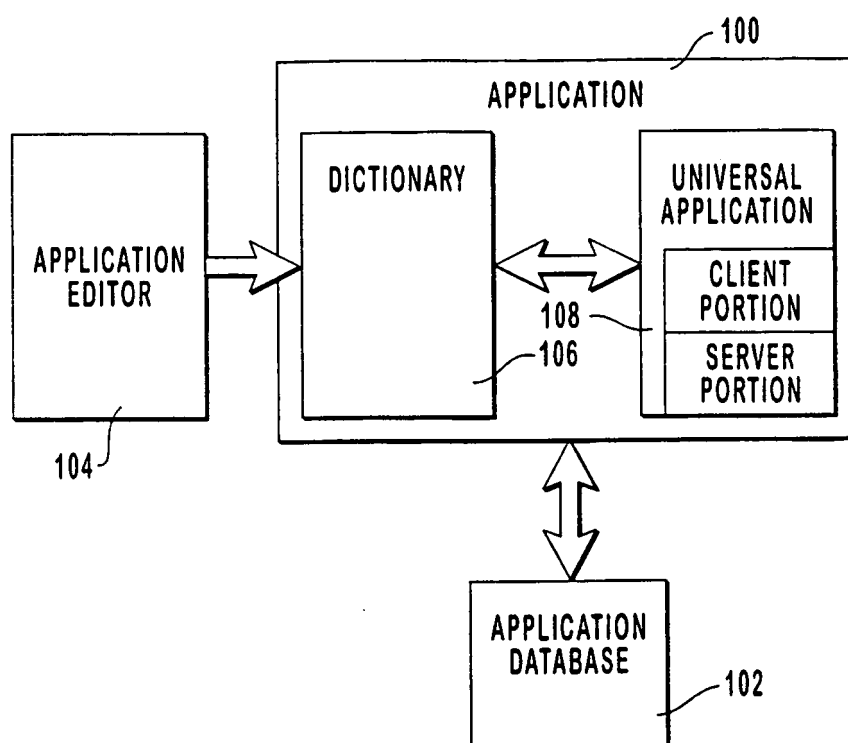 100
APPLICATION
DICTIONARY
UNIVERSAL
APPLICATION
APPLICATION
EDITOR
CLIENT
PORTION
108
SERVER
PORTION
106
104
APPLICATION
DATABASE
102